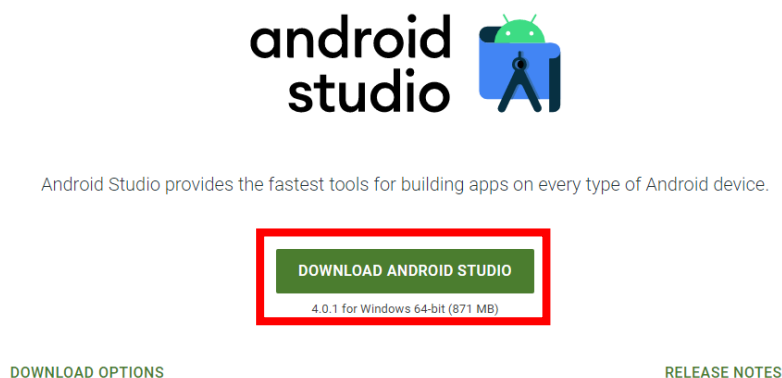 android
studio
Android Studio provides the fastest tools for building apps on every type of Android device.
DOWNLOAD ANDROID STUDIO
4.0.1 for Windows 64-bit (871 MB)
DOWNLOAD OPTIONS
RELEASE NOTES